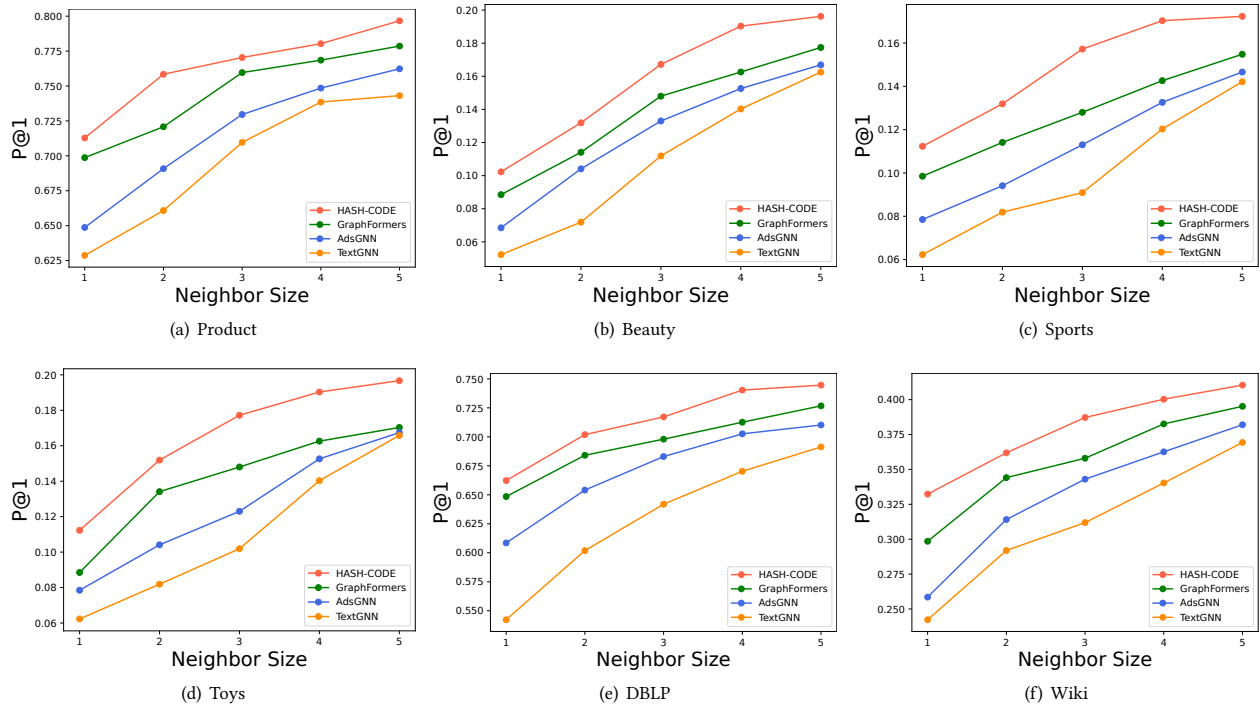 0.800
0.775
0.750
0.725
0.700
0.675
0.650
0.625
P@1
HASH-CODE
GraphFormers
AdsGNN
TextGNN
1 2 3 4 5
Neighbor Size
(a) Product
0.20
0.18
0.16
0.14
0.12
0.10
0.08
0.06
P@1
HASH-CODE
GraphFormers
AdsGNN
TextGNN
1 2 3 4 5
Neighbor Size
(b) Beauty
0.16
0.14
0.12
0.10
0.08
0.06
P@1
HASH-CODE
GraphFormers
AdsGNN
TextGNN
1 2 3 4 5
Neighbor Size
(c) Sports
0.20
0.18
0.16
0.14
0.12
0.10
0.08
0.06
P@1
HASH-CODE
GraphFormers
AdsGNN
TextGNN
1 2 3 4 5
Neighbor Size
(d) Toys
0.750
0.725
0.700
0.675
0.650
0.625
0.600
0.575
0.550
P@1
HASH-CODE
GraphFormers
AdsGNN
TextGNN
1 2 3 4 5
Neighbor Size
(e) DBLP
0.400
0.375
0.350
0.325
0.300
0.275
0.250
P@1
HASH-CODE
GraphFormers
AdsGNN
TextGNN
1 2 3 4 5
Neighbor Size
(f) Wiki